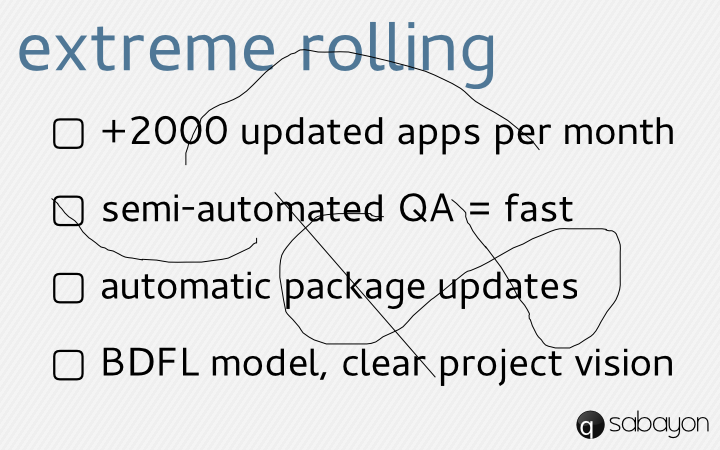 extreme rolling
+2000 updated apps per month
semi-automated QA = fast
automatic package updates
BDFL model, clear project vision
sabayon